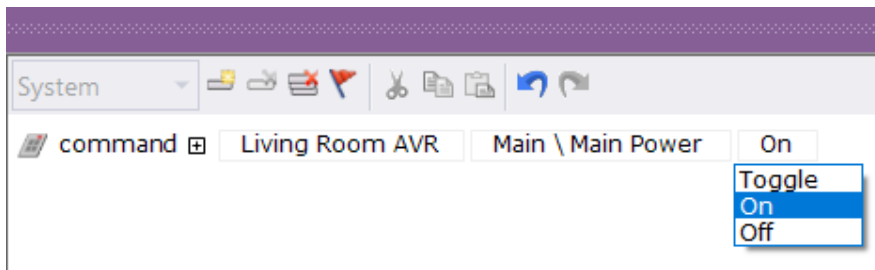 System
command Living Room AVR Main \ Main Power On
Toggle
On
Off